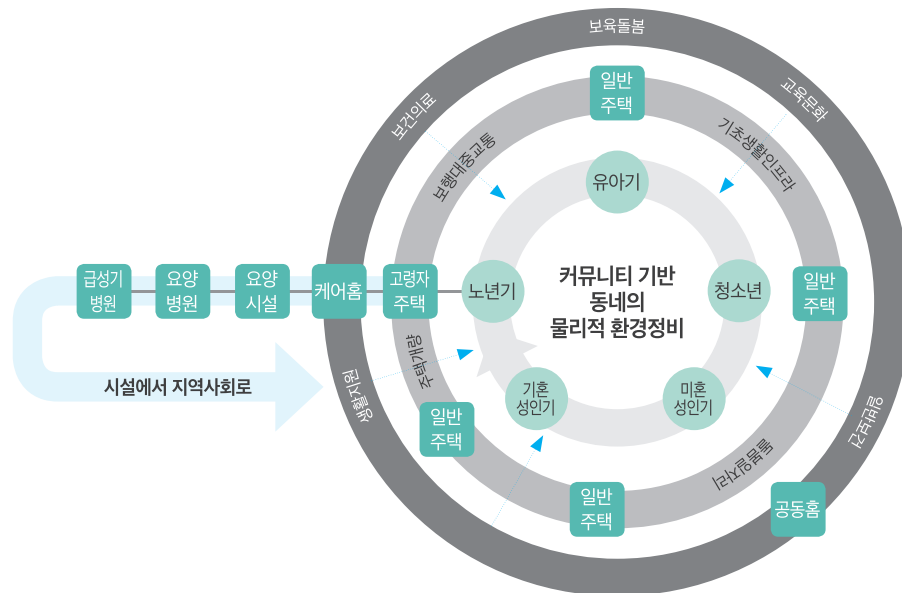 보육돌봄
보건의료
교육문화
일반
주택
보행대중교통
기초생활인프라
유아기
급성기
병원
요양
병원
요양
시설
케어홈
고령자
주택
노년기
커뮤니티 기반
동네의
물리적 환경정비
청소년
일반
주택
시설에서 지역사회로
생활지원
주택개량
기혼
성인기
미혼
성인기
일반
주택
일반보건
돌봄일자리
일반
주택
공동홈